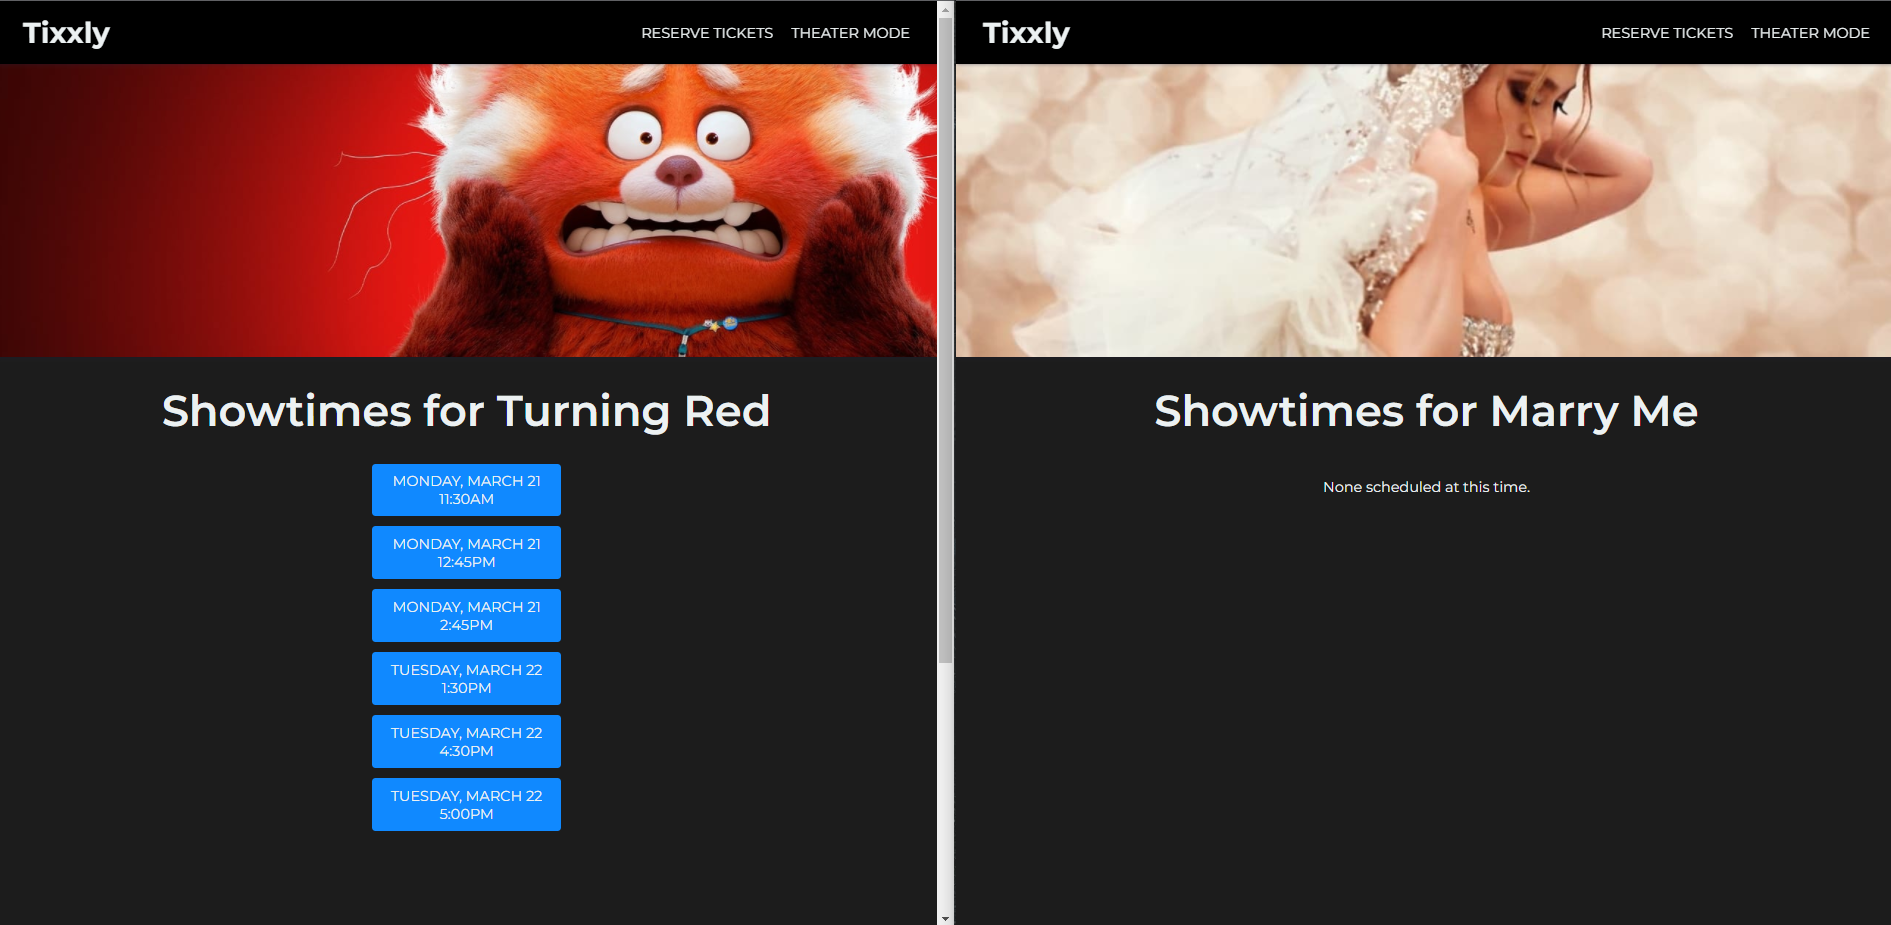 Tixxly
RESERVE TICKETS THEATER MODE
Showtimes for Turning Red
MONDAY, MARCH 21
11:30AM
MONDAY, MARCH 21
12:45PM
MONDAY, MARCH 21
2:45PM
TUESDAY, MARCH 22
1:30PM
TUESDAY, MARCH 22
4:30PM
TUESDAY, MARCH 22
5:00PM
Tixxly
RESERVE TICKETS THEATER MODE
Showtimes for Marry Me
None scheduled at this time.